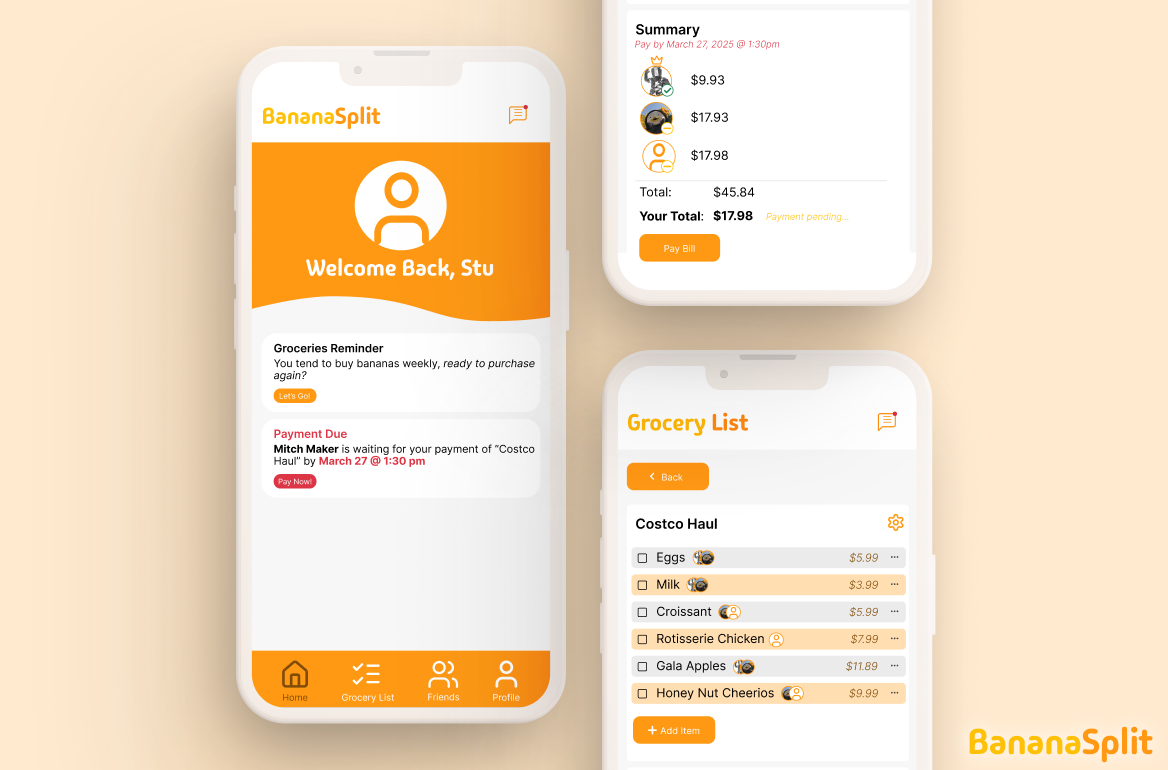 BananaSplit
Welcome Back, Stu
Groceries Reminder
You tend to buy bananas weekly, ready to purchase
again?
Let's Go!
Payment Due
Mitch Maker is waiting for your payment of “Costco
Haul” by March 27 @ 1:30 pm
Pay Now!
Home Grocery List Friends Profile
Summary
Pay by March 27, 2025 @ 1:30pm
$9.93
$17.93
$17.98
Total: $45.84
Your Total: $17.98 Payment pending...
Pay Bill
Grocery List
Back
Costco Haul
Eggs $5.99
Milk $3.99
Croissant $5.99
Rotisserie Chicken $7.99
Gala Apples $11.89
Honey Nut Cheerios $9.99
+ Add Item
BananaSplit